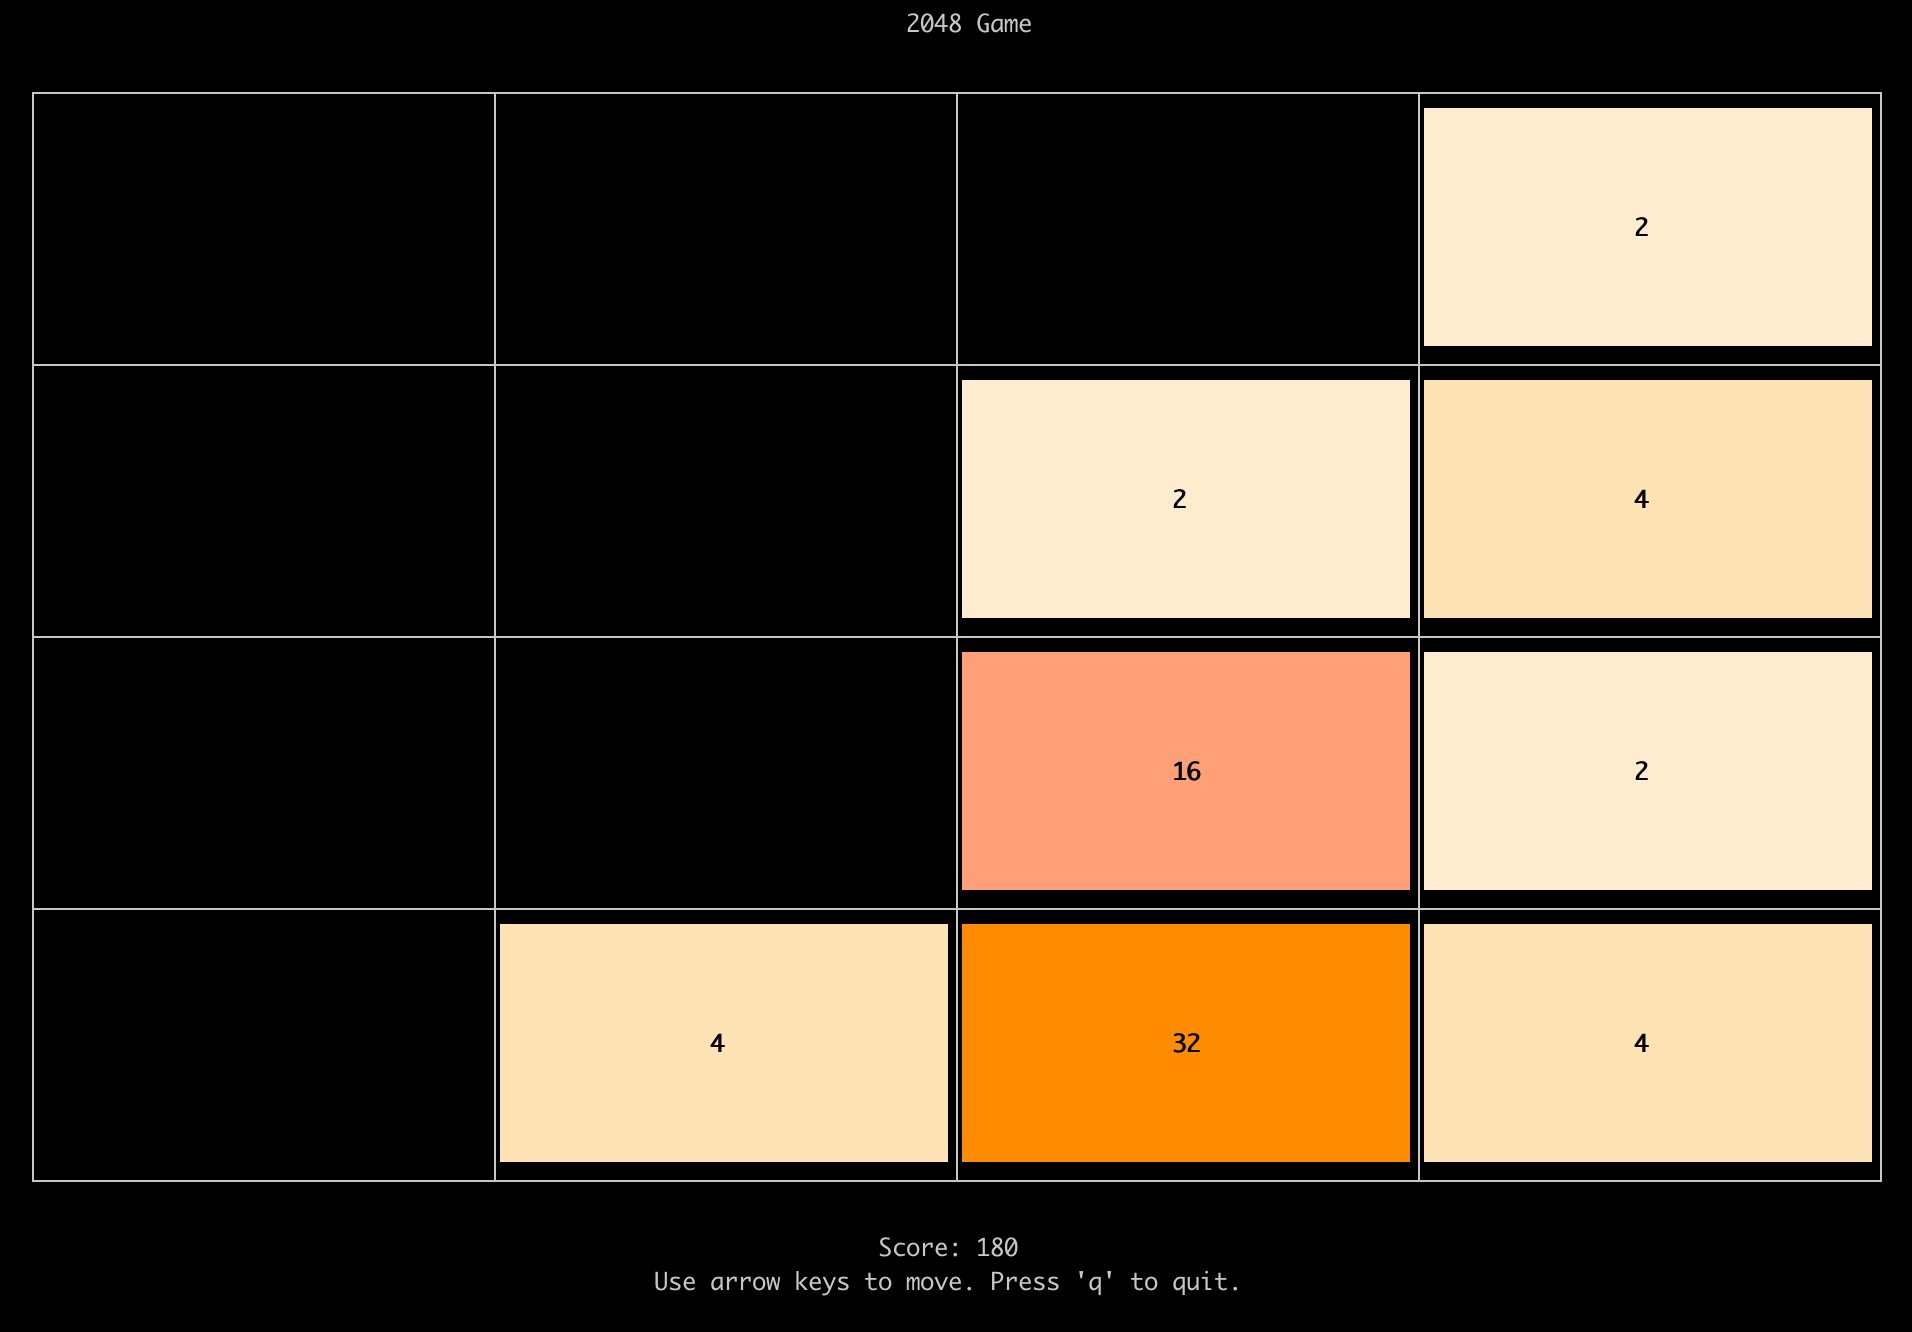 2048 Game
2
2 4
16 2
4 32 4
Score: 180
Use arrow keys to move. Press 'q' to quit.